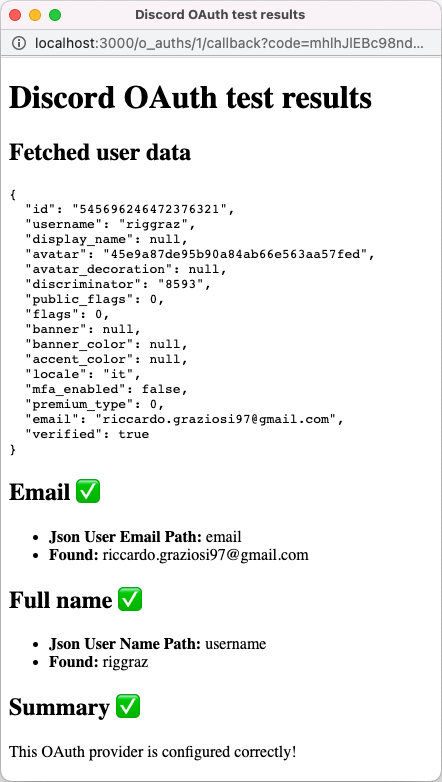 Discord OAuth test results
localhost:3000/o_auths/1/callback?code=mhlhJlEBc98nd...
Discord OAuth test results
Fetched user data
{
  "id": "545696246472376321",
  "username": "riggraz",
  "display_name": null,
  "avatar": "45e9a87de95b90a84ab66e563aa57fed",
  "avatar_decoration": null,
  "discriminator": "8593",
  "public_flags": 0,
  "flags": 0,
  "banner": null,
  "banner_color": null,
  "accent_color": null,
  "locale": "it",
  "mfa_enabled": false,
  "premium_type": 0,
  "email": "riccardo.graziosi97@gmail.com",
  "verified": true
}
Email ✅
• Json User Email Path: email
• Found: riccardo.graziosi97@gmail.com
Full name ✅
• Json User Name Path: username
• Found: riggraz
Summary ✅
This OAuth provider is configured correctly!